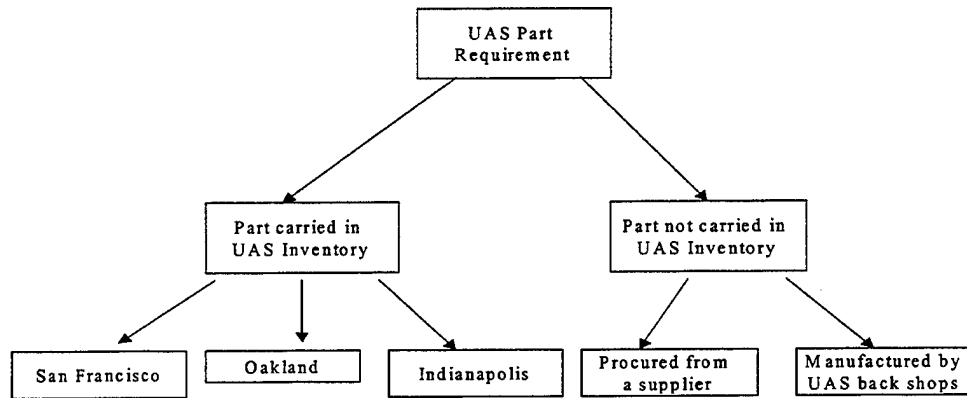 UAS Part
Requirement
Part carried in
UAS Inventory
Part not carried in
UAS Inventory
San Francisco
Oakland
Indianapolis
Procured from
a supplier
Manufactured by
UAS back shops